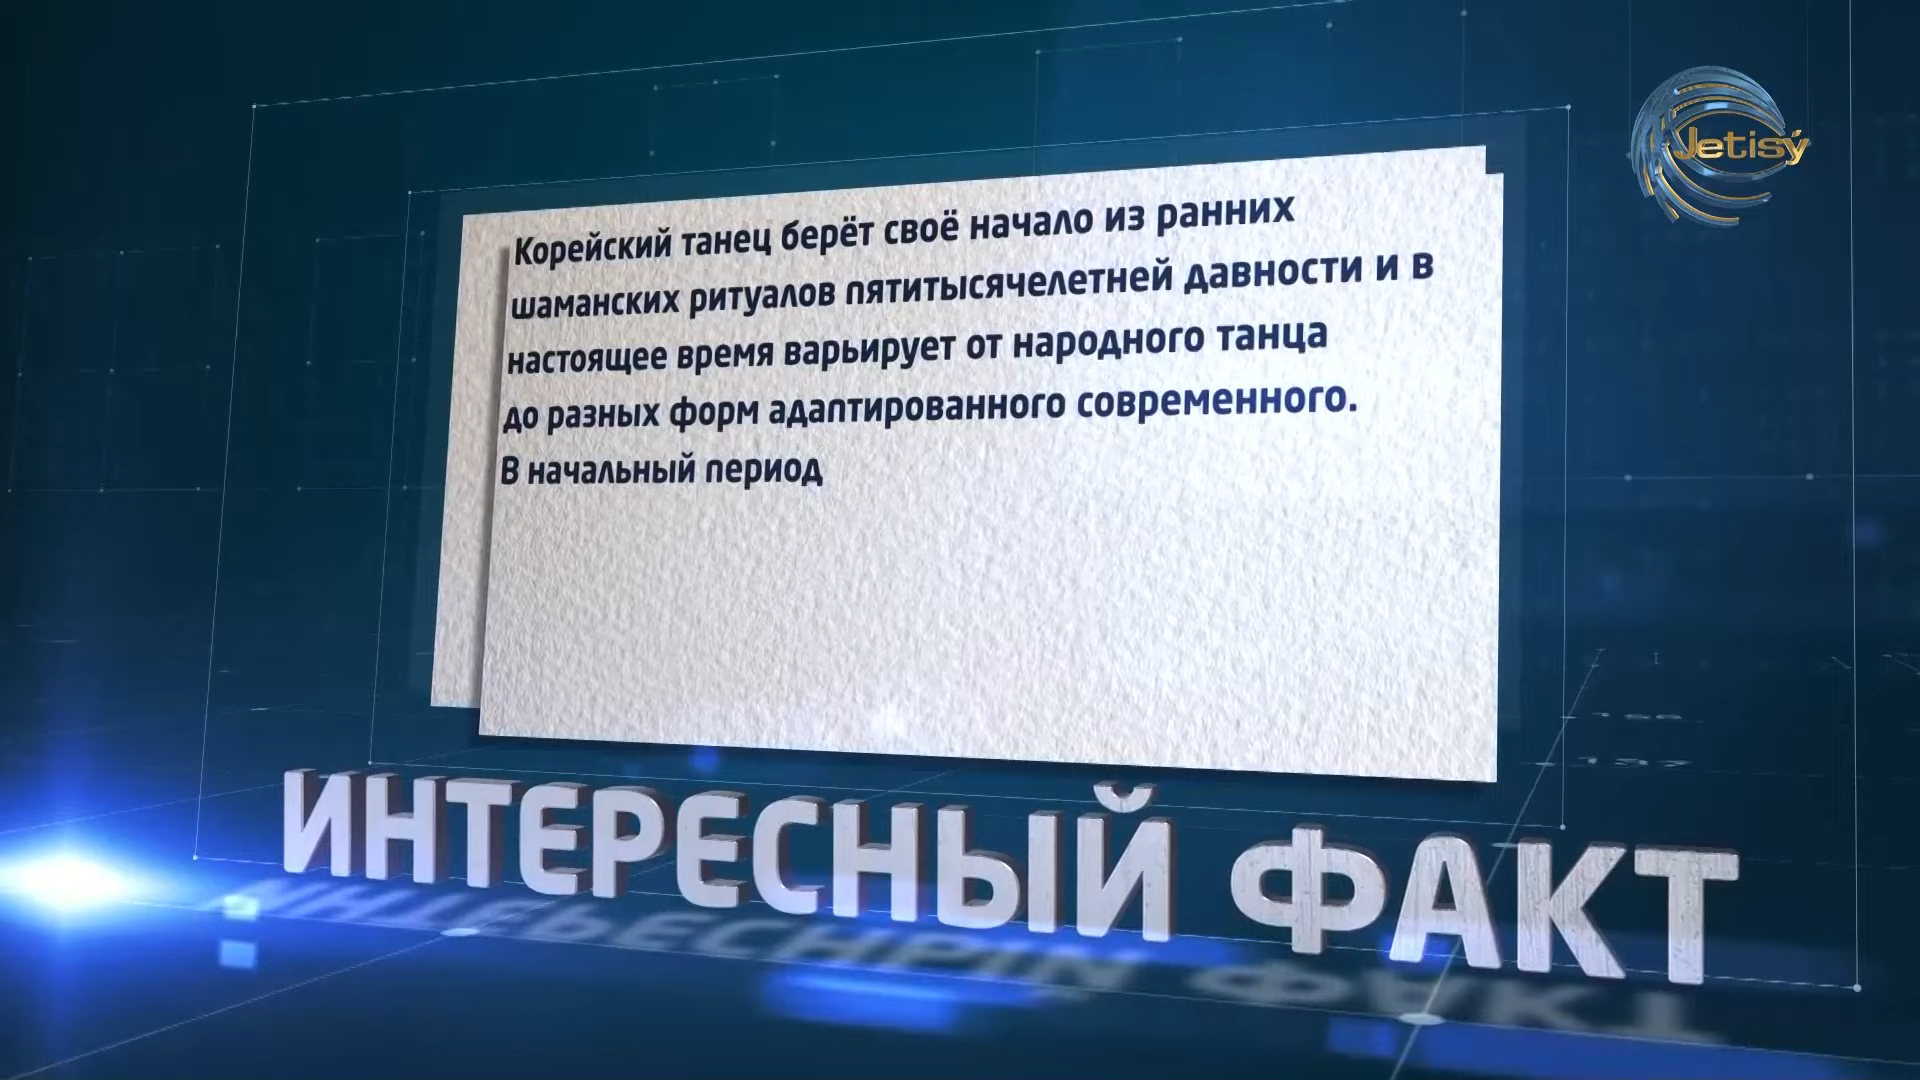 Jetisý
Корейский танец берёт своё начало из ранних
шаманских ритуалов пятитысячелетней давности и в
настоящее время варьирует от народного танца
до разных форм адаптированного современного.
В начальный период
ИНТЕРЕСНЫЙ ФАКТ